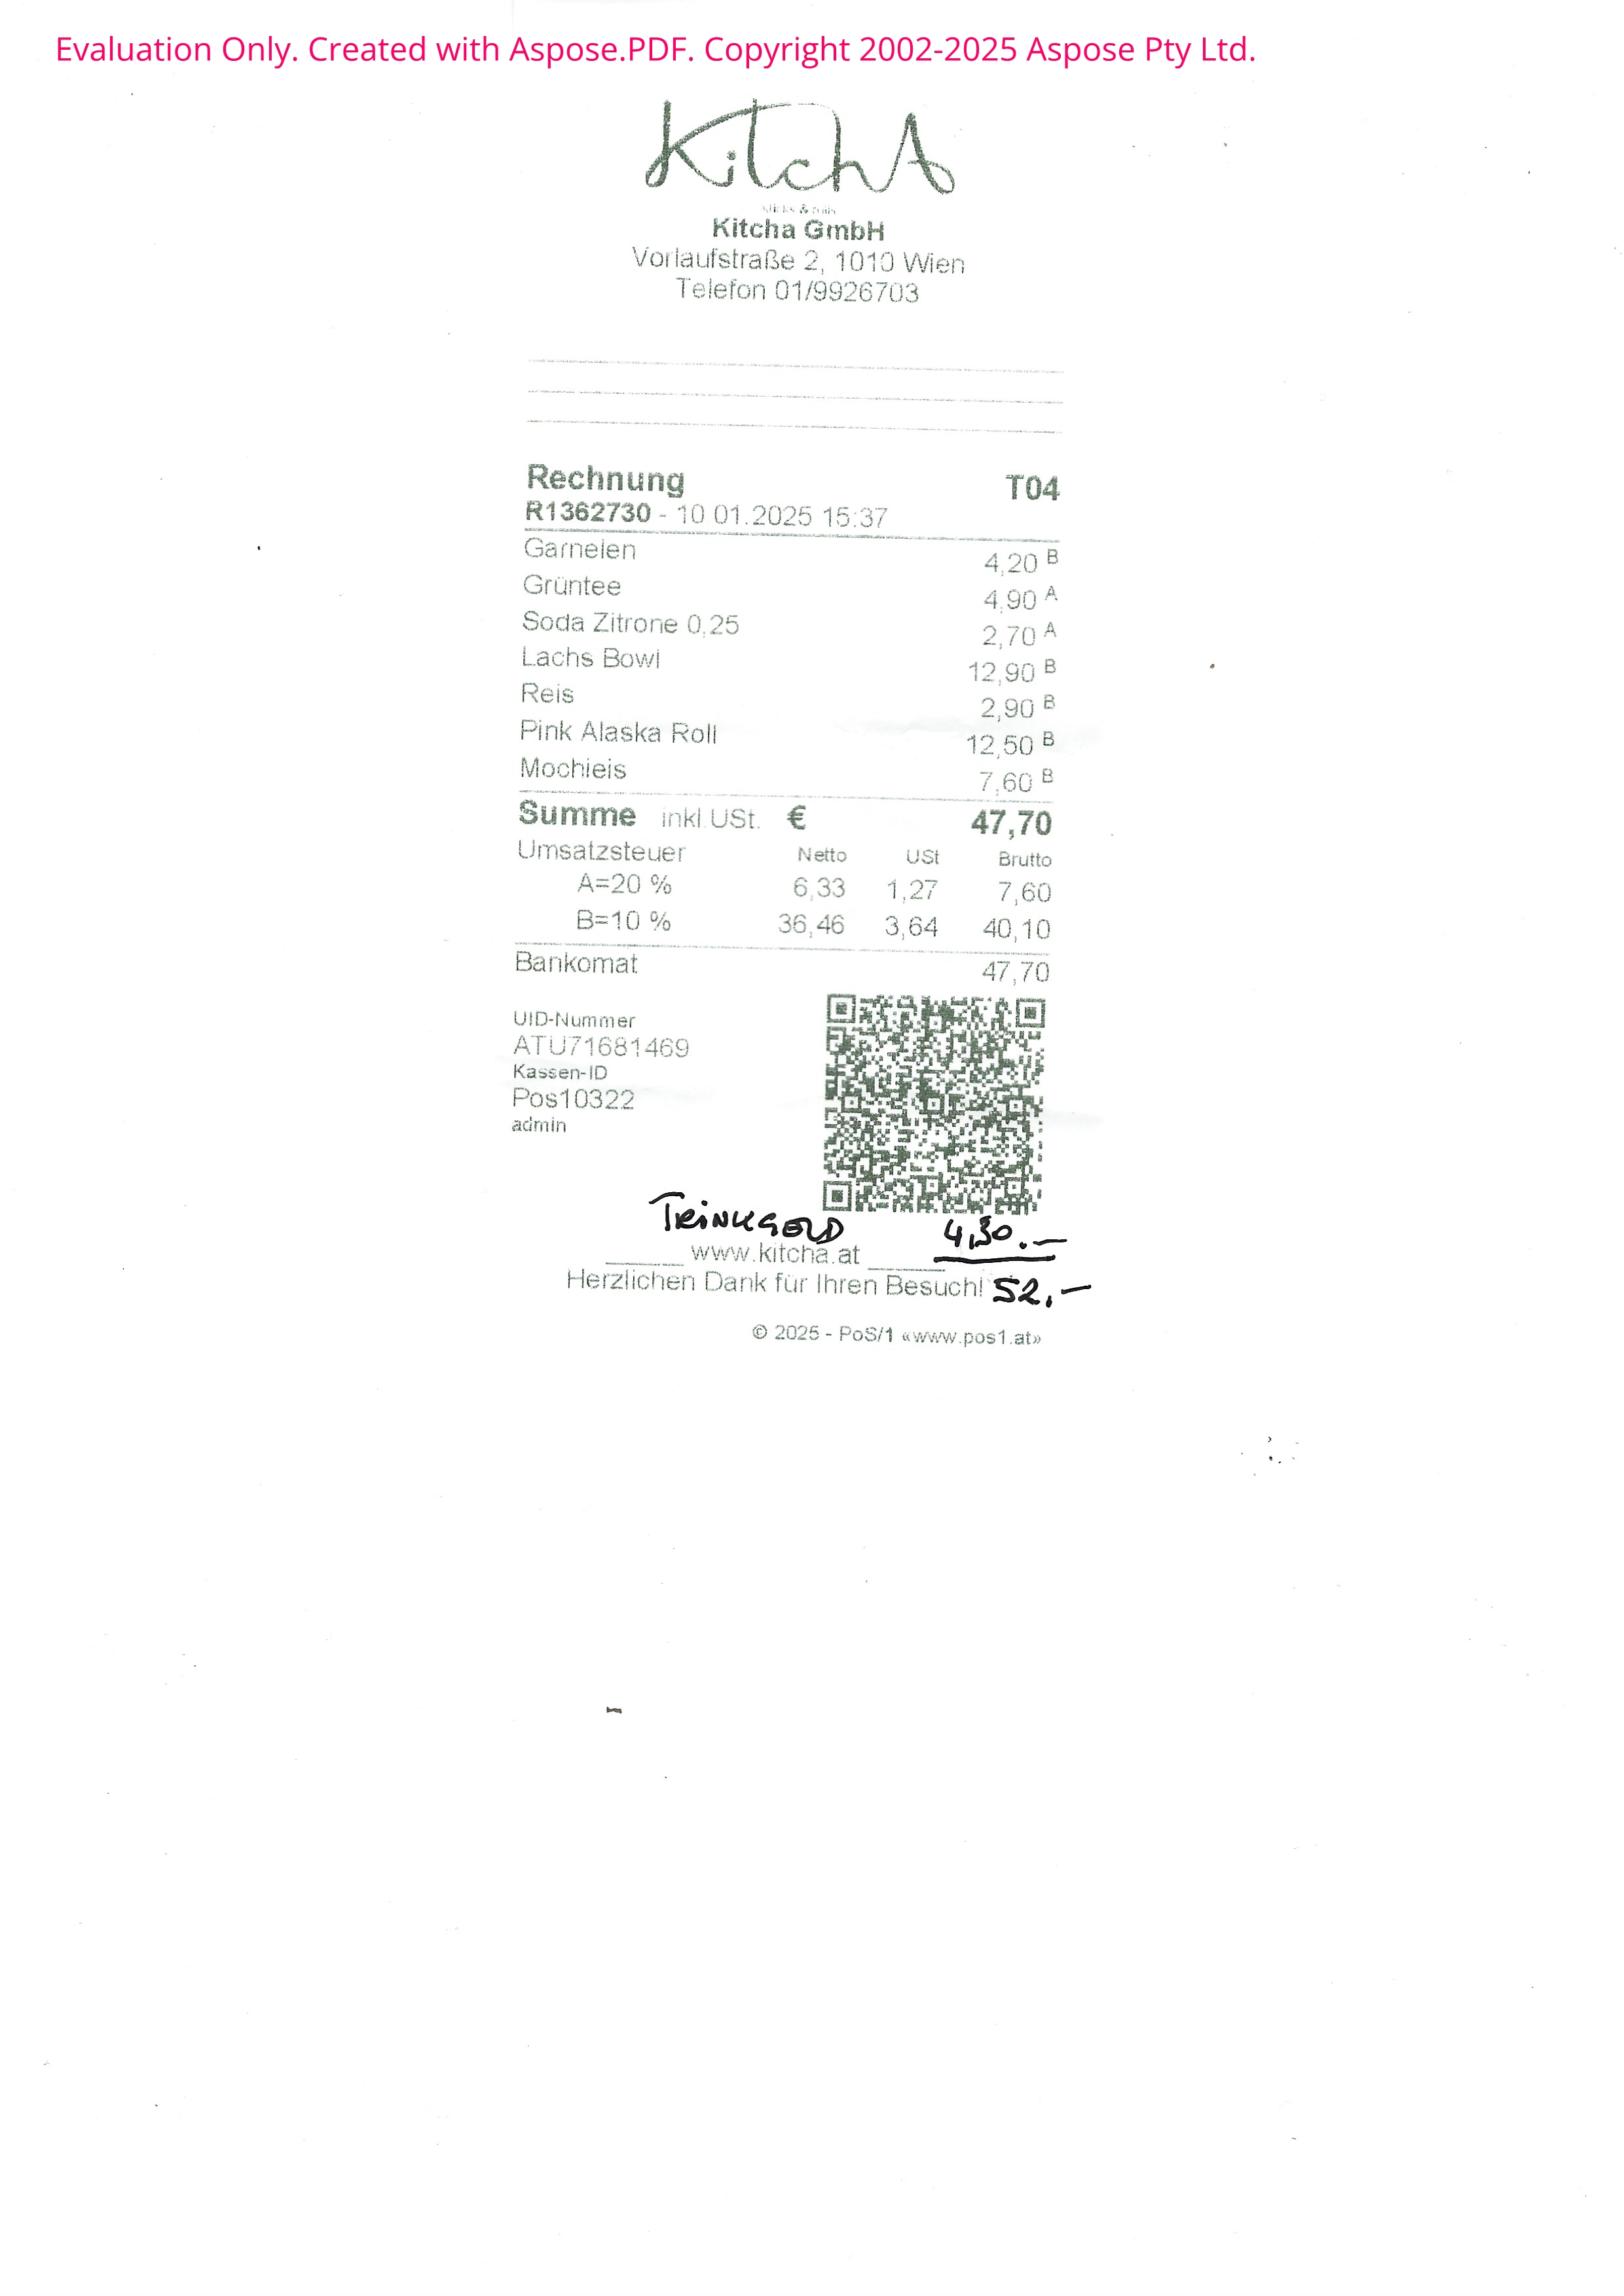 Evaluation Only. Created with Aspose.PDF. Copyright 2002-2025 Aspose Pty Ltd.
KitchA
sticks & rolls
Kitcha GmbH
Vorlaufstraße 2, 1010 Wien
Telefon 01/9926703
Rechnung T04
R1362730 - 10.01.2025 15:37
Garnelen 4,20 B
Grüntee 4,90 A
Soda Zitrone 0,25 2,70 A
Lachs Bowl 12,90 B
Reis 2,90 B
Pink Alaska Roll 12,50 B
Mochieis 7,60 B
Summe inkl.USt. € 47,70
Umsatzsteuer Netto USt Brutto
A=20 % 6,33 1,27 7,60
B=10 % 36,46 3,64 40,10
Bankomat 47,70
UID-Nummer
ATU71681469
Kassen-ID
Pos10322
admin
TRINKGELD 4,30.—
www.kitcha.at
Herzlichen Dank für Ihren Besuch! 52.—
© 2025 - PoS/1 «www.pos1.at»